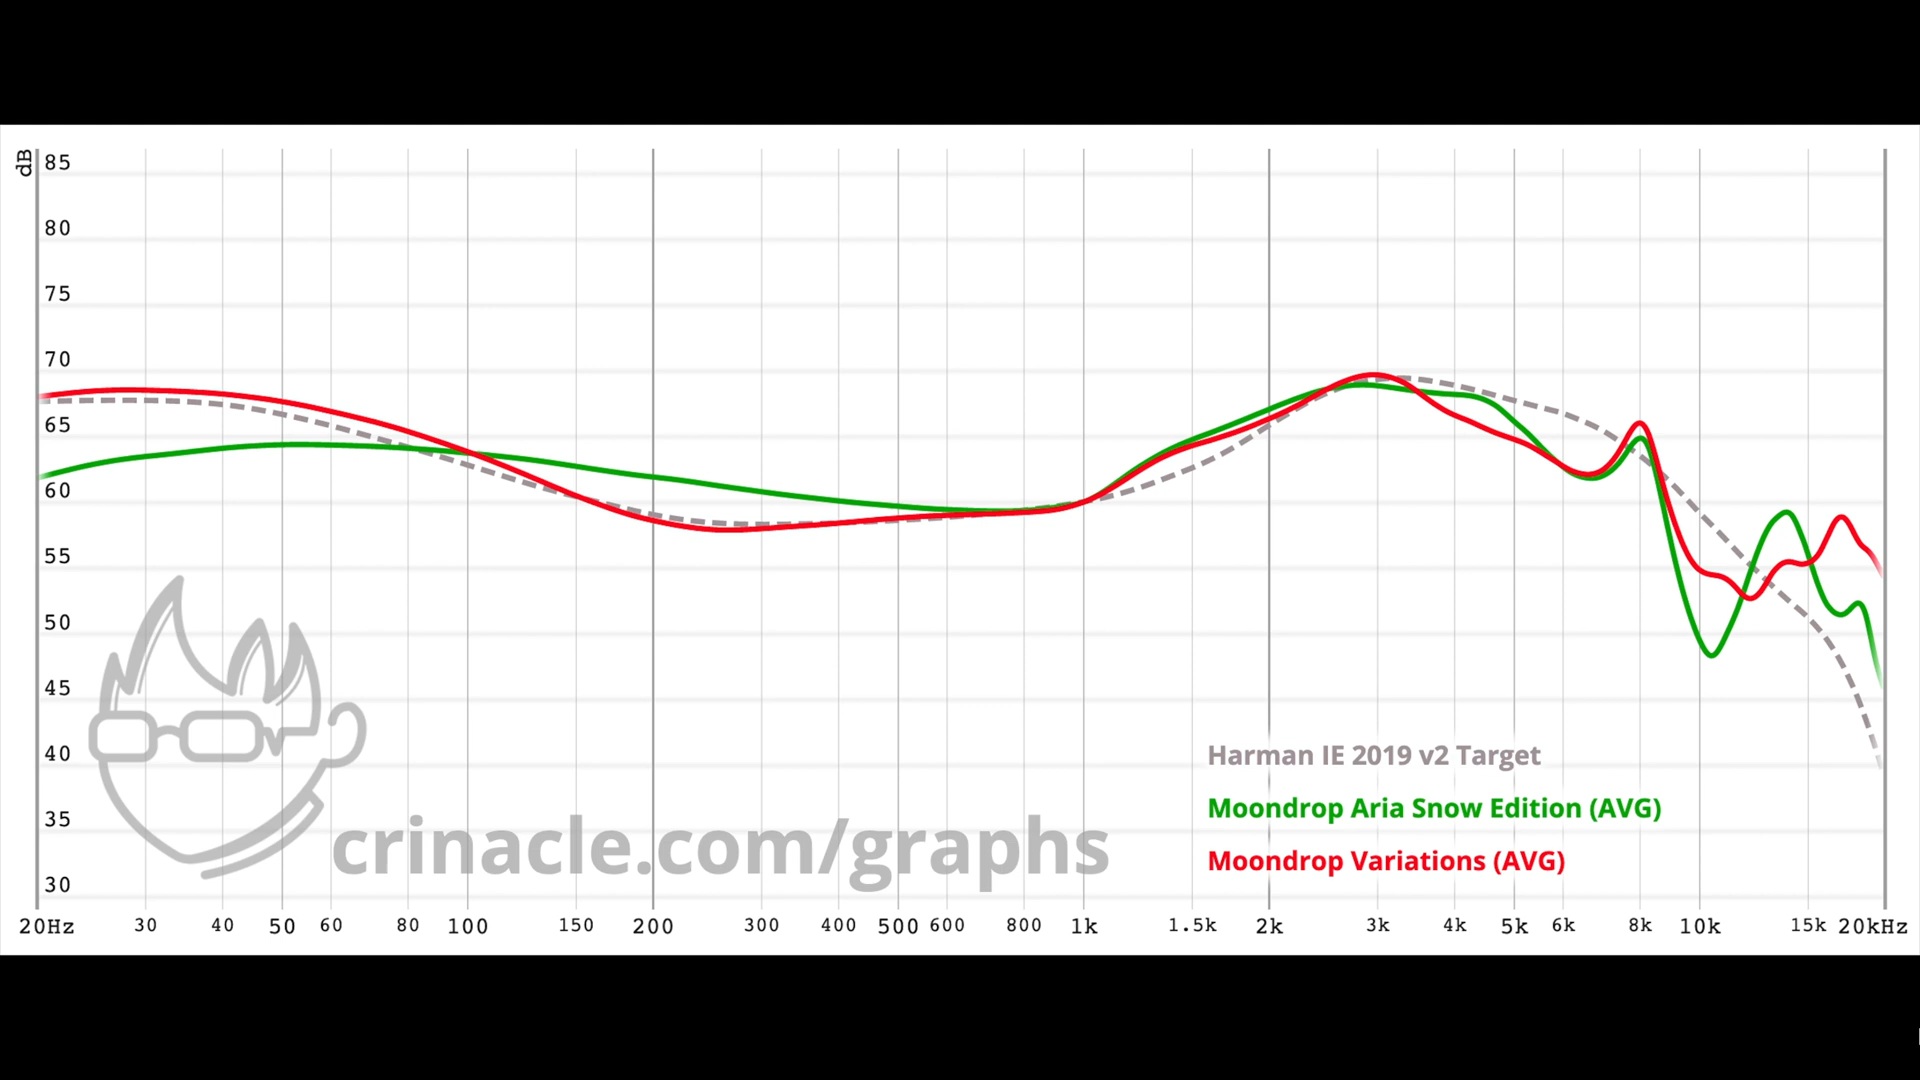 dB
85
80
75
70
65
60
55
50
45
40
35
30
20Hz 30 40 50 60 80 100 150 200 300 400 500 600 800 1k 1.5k 2k 3k 4k 5k 6k 8k 10k 15k 20kHz
Harman IE 2019 v2 Target
Moondrop Aria Snow Edition (AVG)
Moondrop Variations (AVG)
crinacle.com/graphs